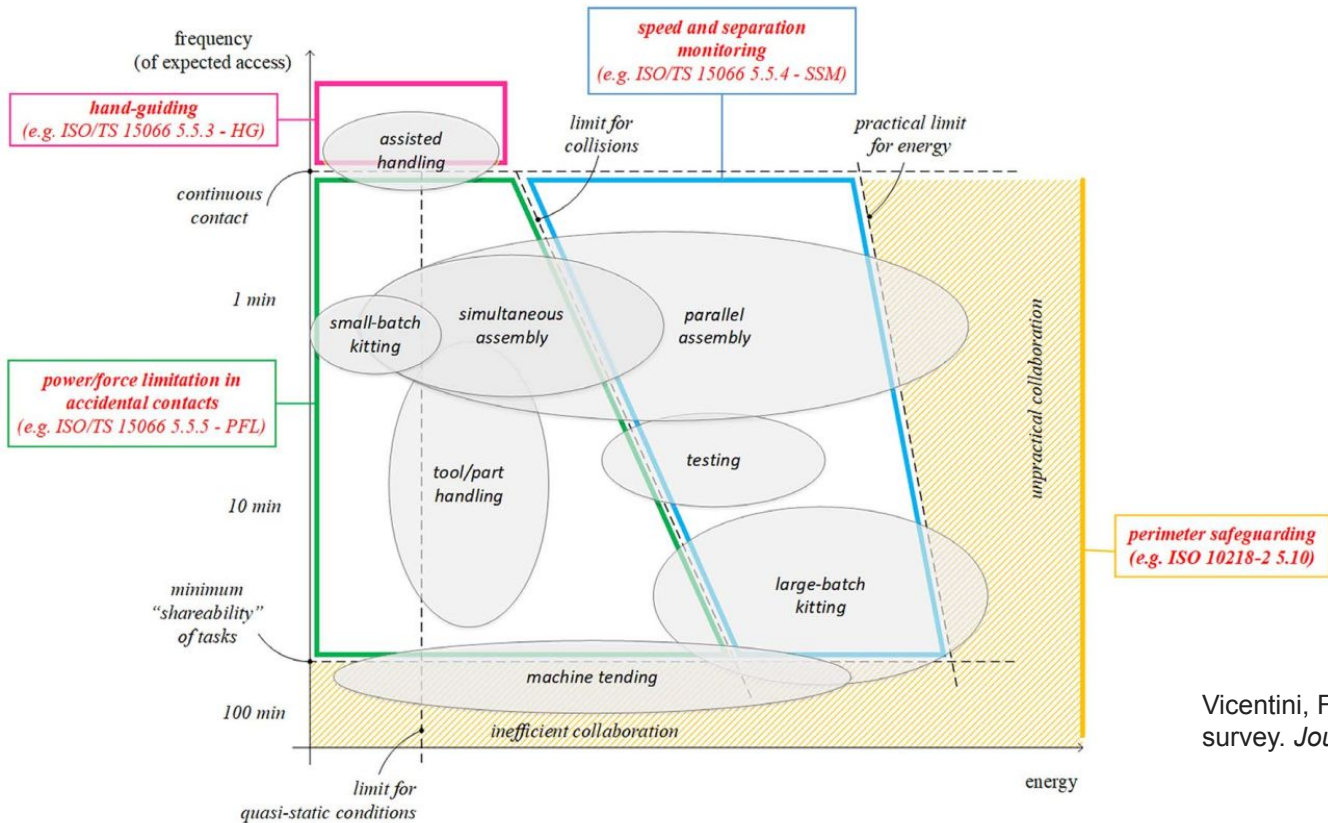 frequency
(of expected access)
speed and separation
monitoring
(e.g. ISO/TS 15066 5.5.4 - SSM)
hand-guiding
(e.g. ISO/TS 15066 5.5.3 - HG)
assisted
handling
limit for
collisions
practical limit
for energy
continuous
contact
1 min
small-batch
kitting
simultaneous
assembly
parallel
assembly
unpractical collaboration
power/force limitation in
accidental contacts
(e.g. ISO/TS 15066 5.5.5 - PFL)
tool/part
handling
testing
10 min
perimeter safeguarding
(e.g. ISO 10218-2 5.10)
large-batch
kitting
minimum
“shareability”
of tasks
machine tending
100 min
inefficient collaboration
limit for
quasi-static conditions
energy
Vicentini, F
survey. Jou